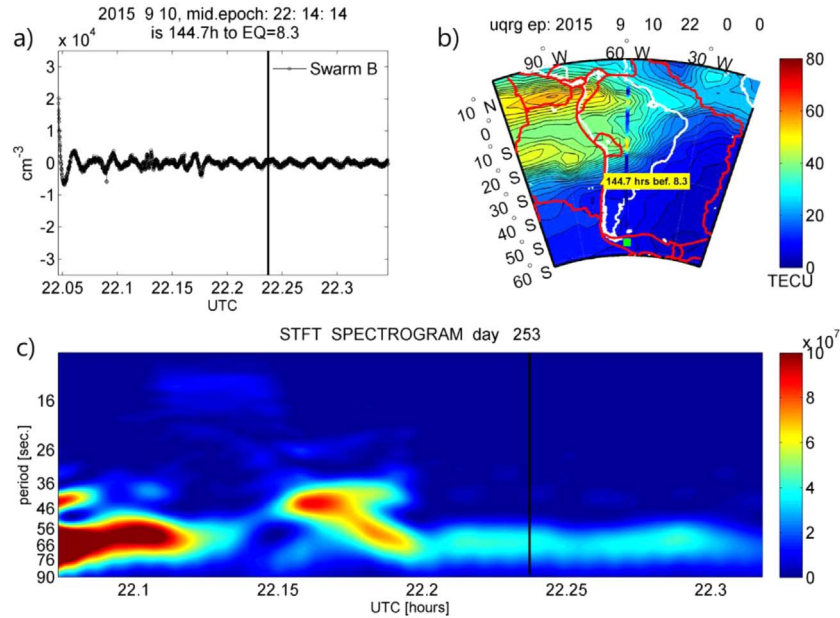 a)
2015 9 10, mid.epoch: 22: 14: 14
is 144.7h to EQ=8.3
x 10⁴
3
2
1
0
-1
-2
-3
cm⁻³
Swarm B
22.05 22.1 22.15 22.2 22.25 22.3
UTC
b)
uqrg ep: 2015 9 10 22 0 0
90° W 60° W 30° W
10° N
0°
10° S
20° S
30° S
40° S
50° S
60° S
144.7 hrs bef. 8.3
80
60
40
20
0
TECU
c)
STFT SPECTROGRAM day 253
period [sec.]
16
26
36
46
56
66
76
90
22.1 22.15 22.2 22.25 22.3
UTC [hours]
x 10⁷
10
8
6
4
2
0